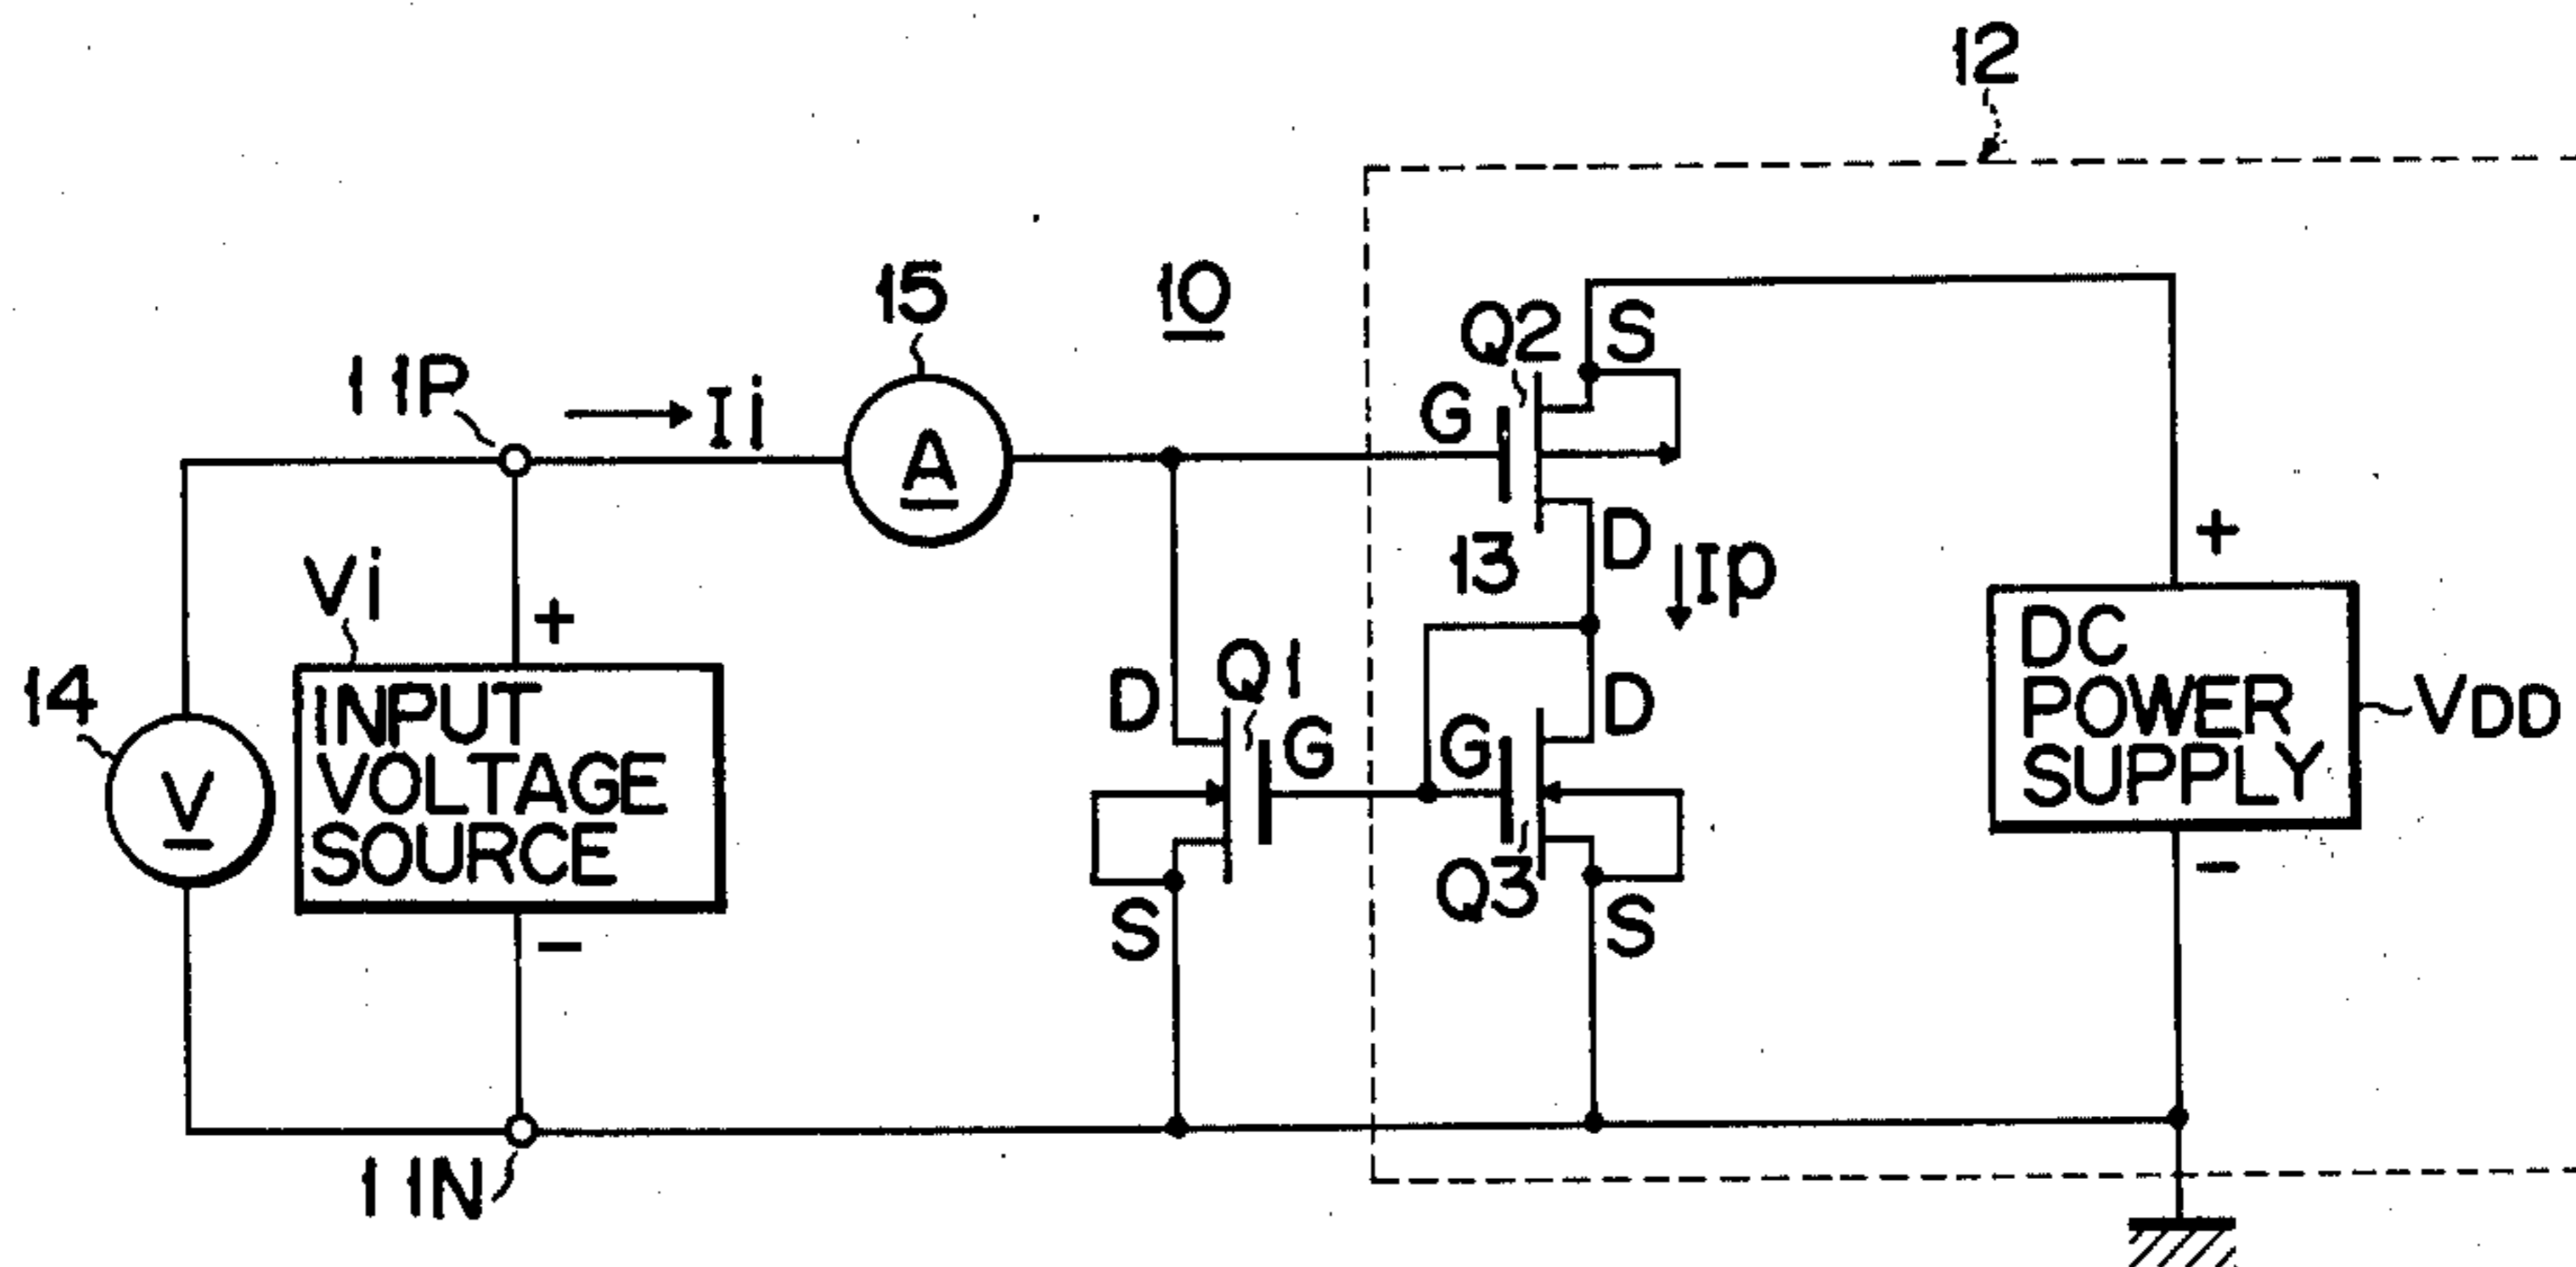 12
15
10
Q2
S
11P
Ii
G
A
+
13
D
Ip
Vi
+
14
INPUT
VOLTAGE
SOURCE
V
D
Q1
G
G
D
DC
POWER
SUPPLY
VDD
Q3
S
S
-
-
11N